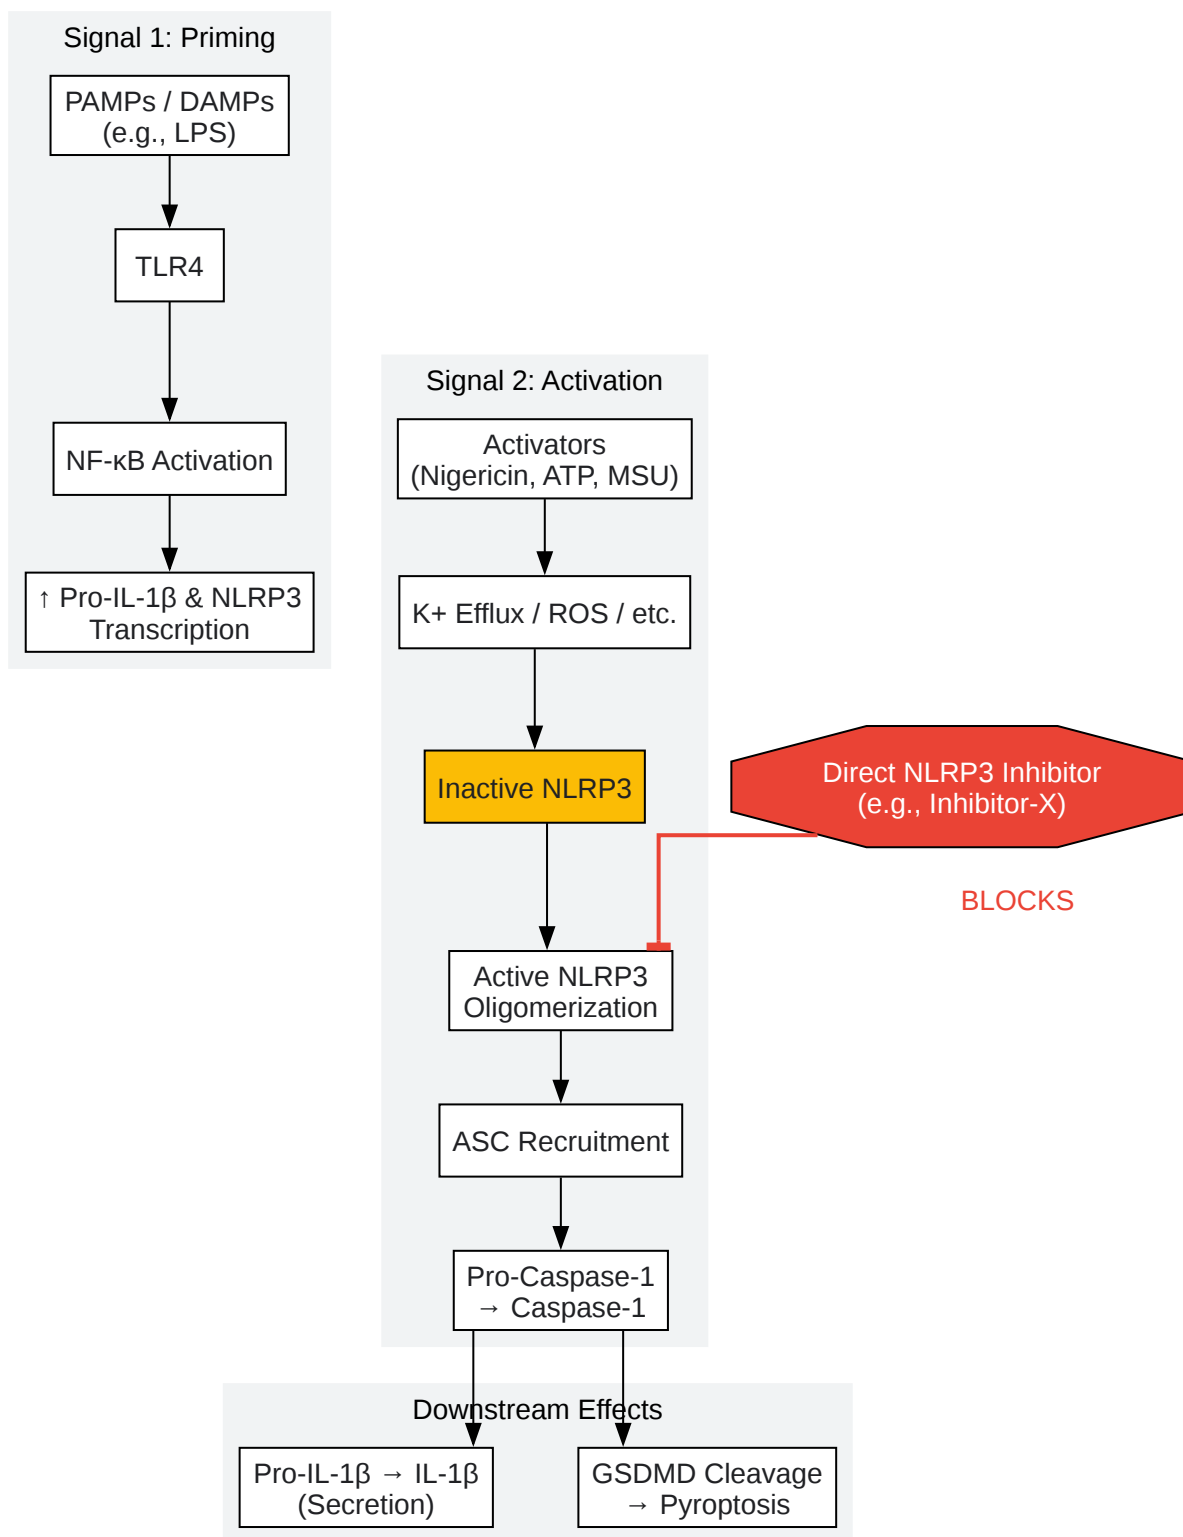 Signal 1: Priming
PAMPs / DAMPs
(e.g., LPS)
TLR4
NF-κB Activation
↑ Pro-IL-1β & NLRP3
Transcription
Signal 2: Activation
Activators
(Nigericin, ATP, MSU)
K+ Efflux / ROS / etc.
Inactive NLRP3
Direct NLRP3 Inhibitor
(e.g., Inhibitor-X)
BLOCKS
Active NLRP3
Oligomerization
ASC Recruitment
Pro-Caspase-1
→ Caspase-1
Downstream Effects
Pro-IL-1β → IL-1β
(Secretion)
GSDMD Cleavage
→ Pyroptosis